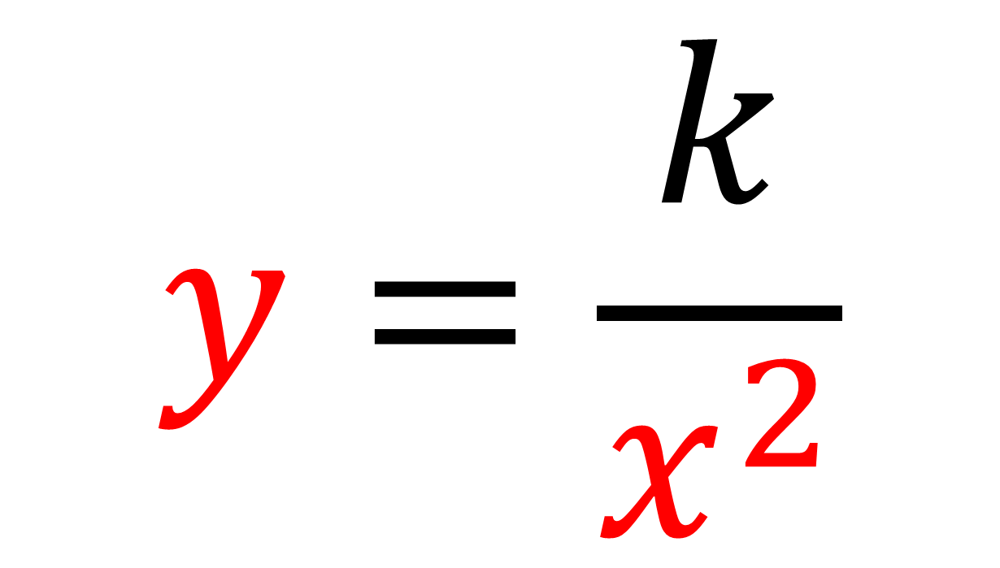 y = k/x²